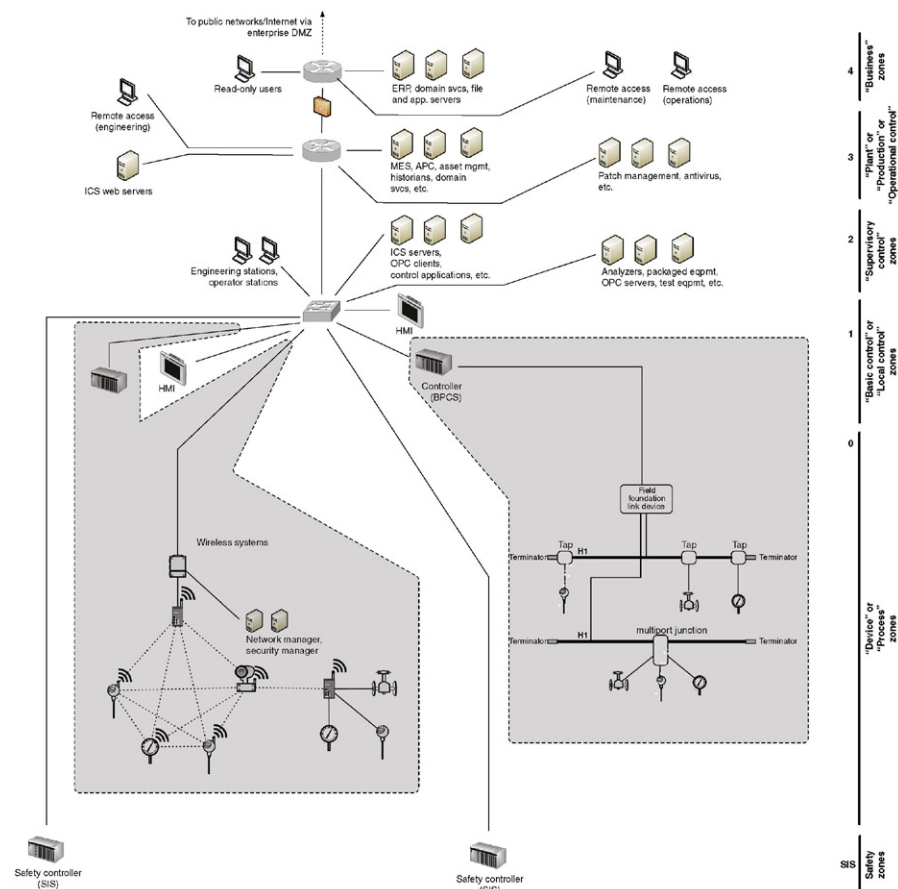 To public networks/Internet via
enterprise DMZ
Read-only users
ERP, domain svcs, file
and app. servers
Remote access
(maintenance)
Remote access
(operations)
4
"Business"
zones
Remote access
(engineering)
ICS web servers
MES, APC, asset mgmt,
historians, domain
svcs, etc.
Patch management, antivirus,
etc.
3
"Plant" or
"Production" or
"Operational control"
zones
Engineering stations,
operator stations
ICS servers,
OPC clients,
control applications, etc.
Analyzers, packaged eqpmt,
OPC servers, test eqpmt, etc.
2
"Supervisory
control"
zones
HMI
HMI
Controller
(BPCS)
1
"Basic control" or
"Local control"
zones
0
Field
foundation
link device
Wireless systems
Tap
Tap
Tap
Terminator
H1
Terminator
Network manager,
security manager
Terminator
H1
multiport junction
Terminator
"Device" or
"Process"
zones
Safety controller
(SIS)
Safety controller
(SIS)
SIS
Safety
zones